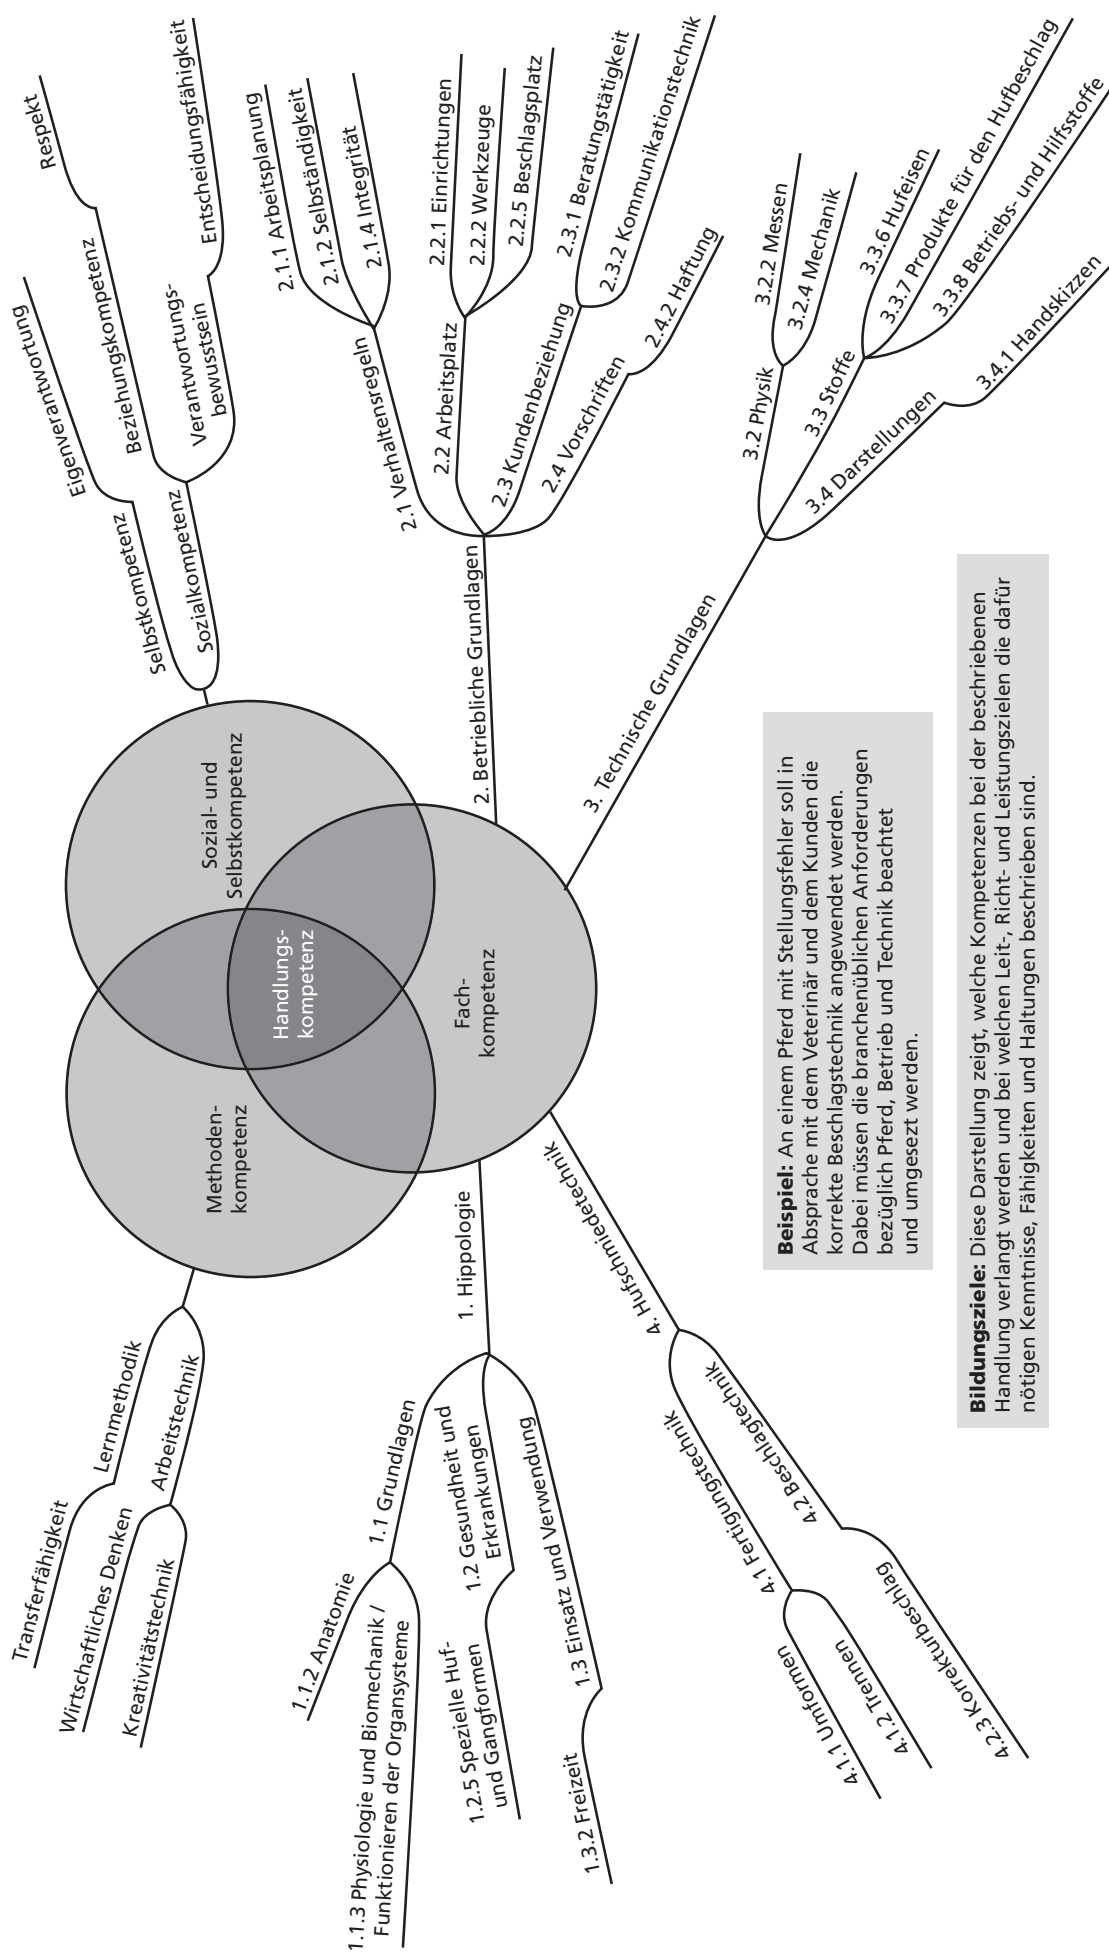 Transferfähigkeit
Lernmethodik
Wirtschaftliches Denken
Arbeitstechnik
Kreativitätstechnik
Methoden-
kompetenz
Sozial- und
Selbstkompetenz
Handlungs-
kompetenz
Fach-
kompetenz
Selbstkompetenz
Eigenverantwortung
Sozialkompetenz
Beziehungskompetenz
Respekt
Verantwortungs-
bewusstsein
Entscheidungsfähigkeit
1. Hippologie
1.1 Grundlagen
1.1.2 Anatomie
1.1.3 Physiologie und Biomechanik /
Funktionieren der Organsysteme
1.2 Gesundheit und
Erkrankungen
1.2.5 Spezielle Huf-
und Gangformen
1.3 Einsatz und Verwendung
1.3.2 Freizeit
2. Betriebliche Grundlagen
2.1 Verhaltensregeln
2.1.1 Arbeitsplanung
2.1.2 Selbständigkeit
2.1.4 Integrität
2.2 Arbeitsplatz
2.2.1 Einrichtungen
2.2.2 Werkzeuge
2.2.5 Beschlagsplatz
2.3 Kundenbeziehung
2.3.1 Beratungstätigkeit
2.3.2 Kommunikationstechnik
2.4 Vorschriften
2.4.2 Haftung
3. Technische Grundlagen
3.2 Physik
3.2.2 Messen
3.2.4 Mechanik
3.3 Stoffe
3.3.6 Hufeisen
3.3.7 Produkte für den Hufbeschlag
3.3.8 Betriebs- und Hilfsstoffe
3.4 Darstellungen
3.4.1 Handskizzen
4. Hufschmiedetechnik
4.1 Fertigungstechnik
4.1.1 Umformen
4.1.2 Trennen
4.2 Beschlagtechnik
4.2.3 Korrekturbeschlag
Beispiel: An einem Pferd mit Stellungsfehler soll in
Absprache mit dem Veterinär und dem Kunden die
korrekte Beschlagstechnik angewendet werden.
Dabei müssen die branchenüblichen Anforderungen
bezüglich Pferd, Betrieb und Technik beachtet
und umgesezt werden.
Bildungsziele: Diese Darstellung zeigt, welche Kompetenzen bei der beschriebenen
Handlung verlangt werden und bei welchen Leit-, Richt- und Leistungszielen die dafür
nötigen Kenntnisse, Fähigkeiten und Haltungen beschrieben sind.